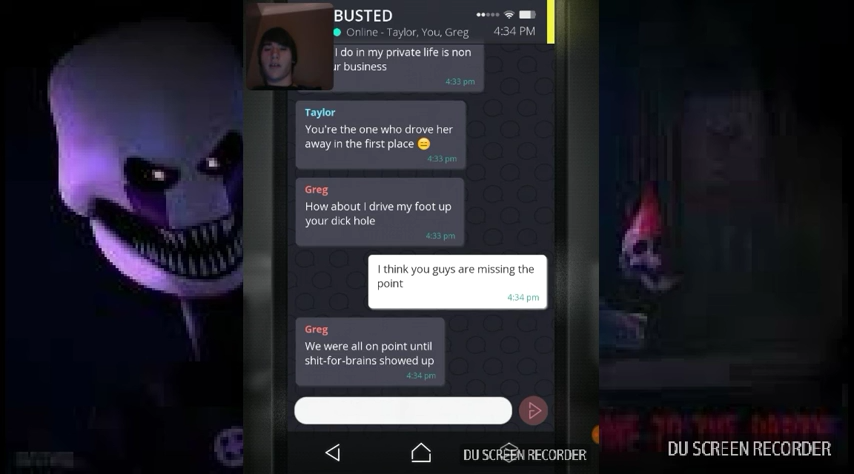 BUSTED
Online - Taylor, You, Greg
4:34 PM
I do in my private life is non
business
4:33 pm
Taylor
You're the one who drove her
away in the first place 😑
4:33 pm
Greg
How about I drive my foot up
your dick hole
4:33 pm
I think you guys are missing the
point
4:34 pm
Greg
We were all on point until
shit-for-brains showed up
4:34 pm
DU SCREEN RECORDER
DU SCREEN RECORDER
TO THE